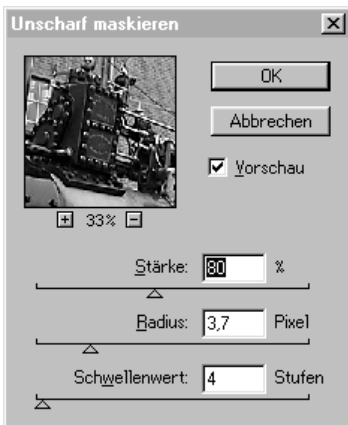 Unscharf maskieren
OK
Abbrechen
Vorschau
33%
Stärke: 80 %
Radius: 3,7 Pixel
Schwellenwert: 4 Stufen